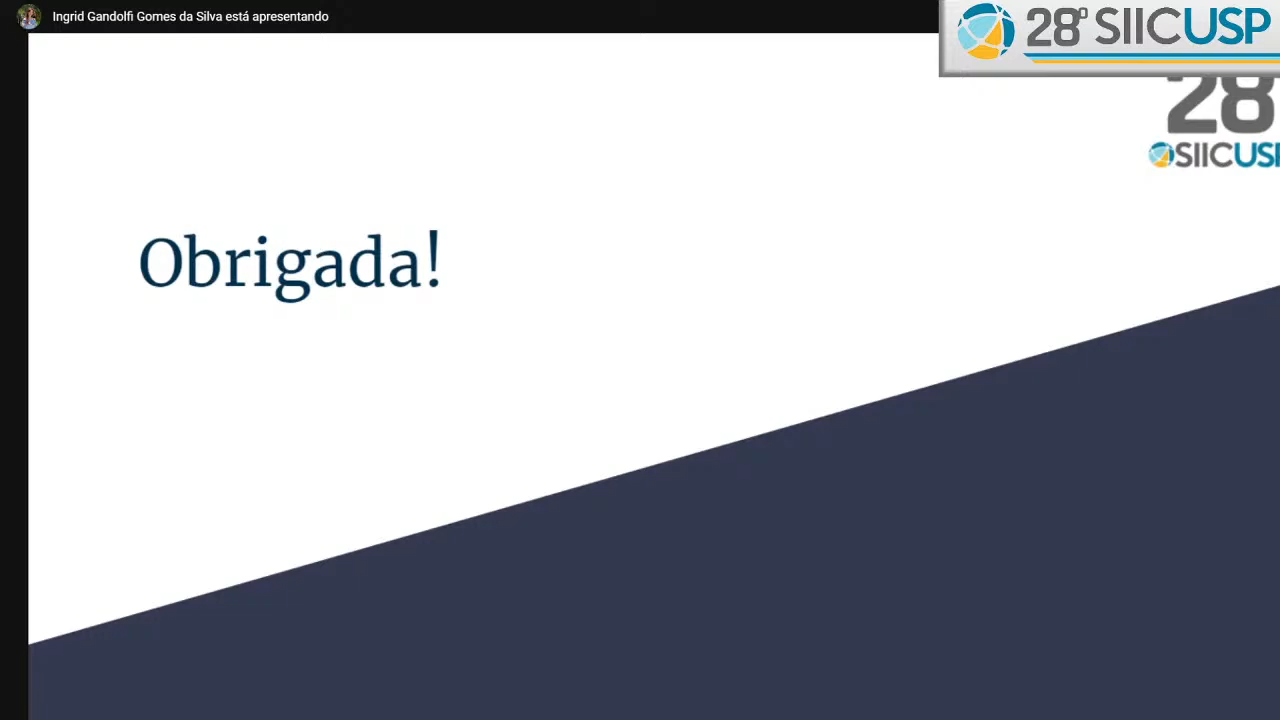 Ingrid Gandolfi Gomes da Silva está apresentando
28º SIICUSP
28
SIICUSP
Obrigada!